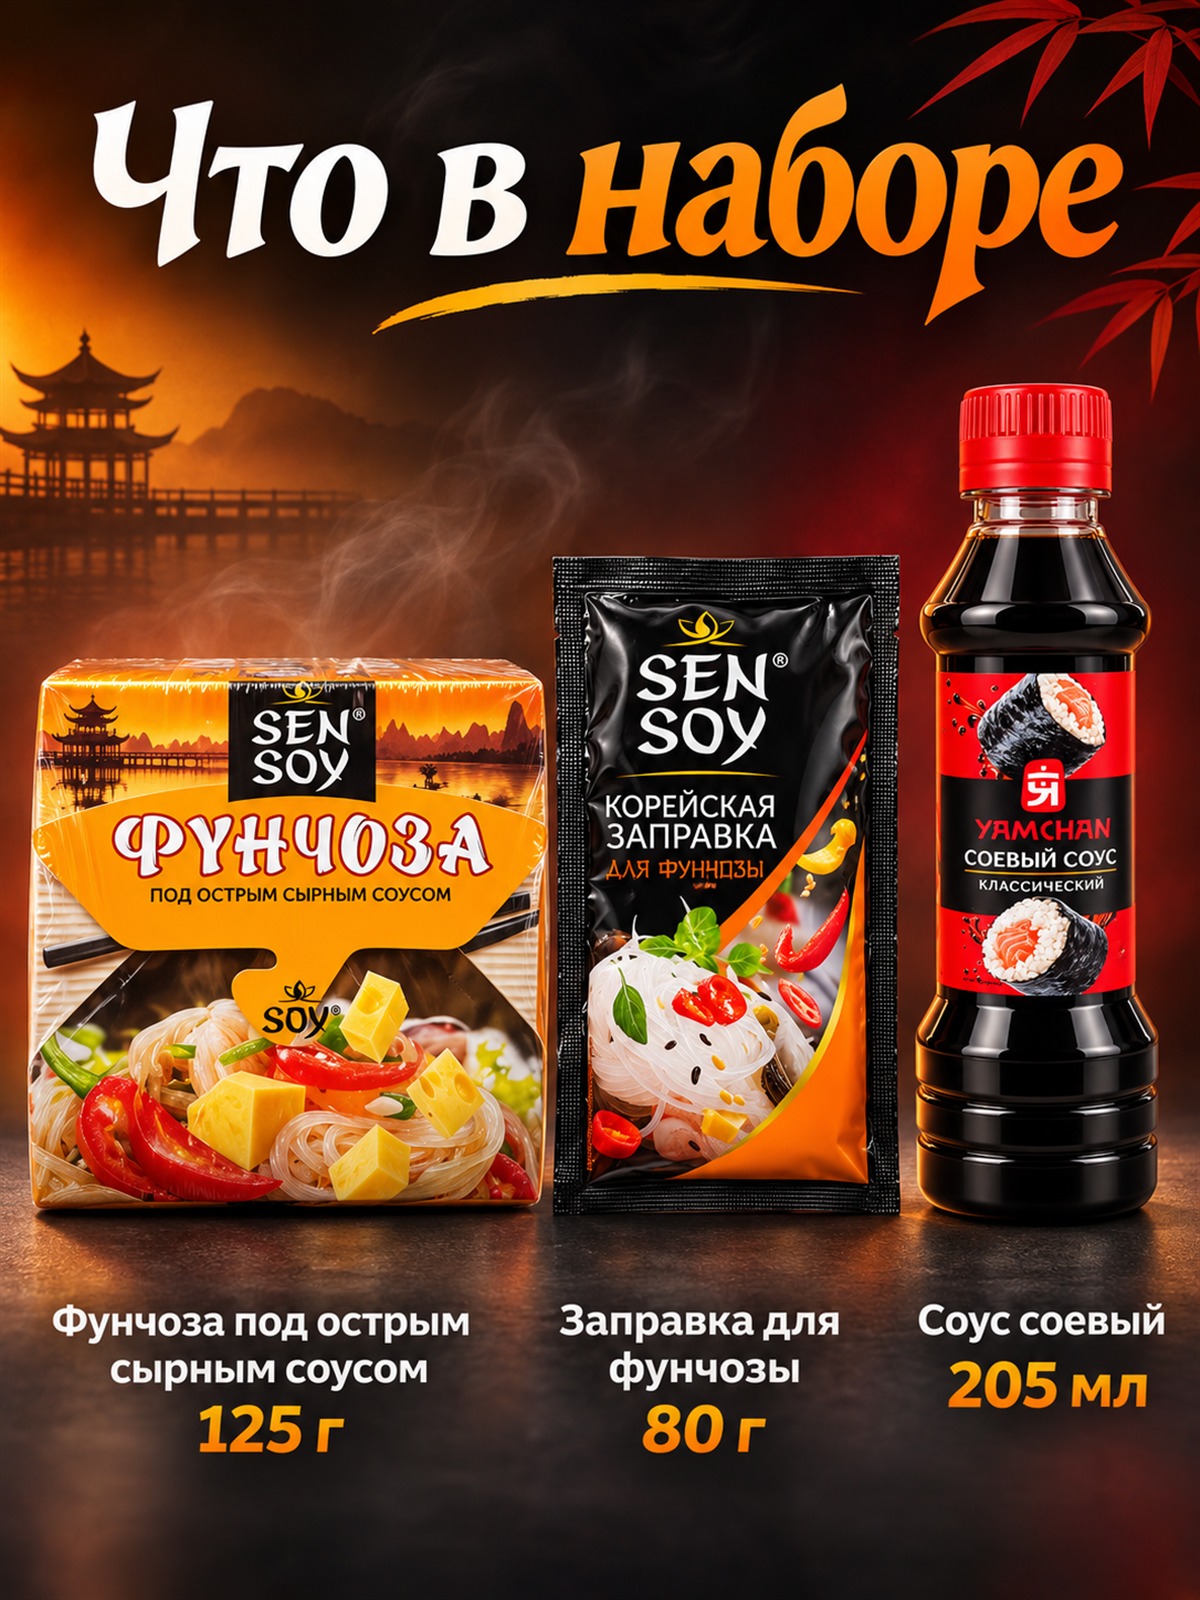 Что в наборе
SEN
SOY®
ФУНЧОЗА
ПОД ОСТРЫМ СЫРНЫМ СОУСОМ
SOY®
SEN®
SOY
КОРЕЙСКАЯ
ЗАПРАВКА
ДЛЯ ФУНЧОЗЫ
YAMCHAN
СОЕВЫЙ СОУС
КЛАССИЧЕСКИЙ
Фунчоза под острым
сырным соусом
125 г
Заправка для
фунчозы
80 г
Соус соевый
205 мл